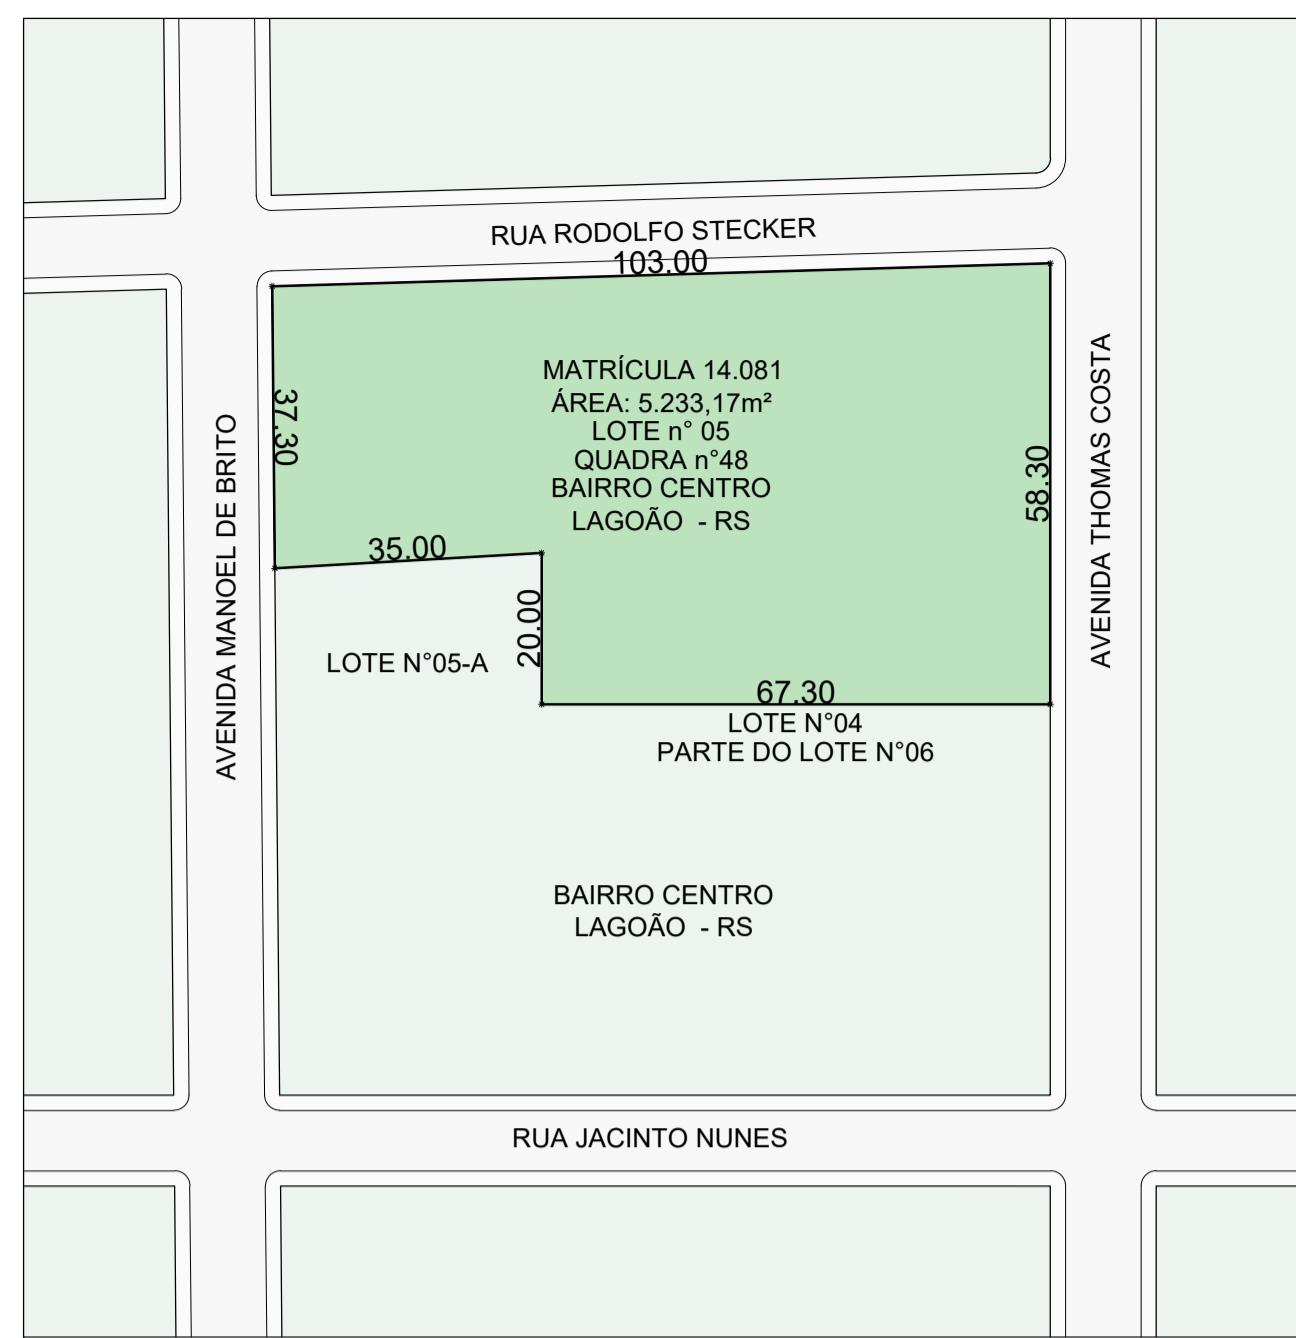 RUA RODOLFO STECKER
103.00
MATRÍCULA 14.081
ÁREA: 5.233,17m²
LOTE n° 05
QUADRA n°48
BAIRRO CENTRO
LAGOÃO - RS
37.30
58.30
AVENIDA MANOEL DE BRITO
AVENIDA THOMAS COSTA
35.00
20.00
LOTE N°05-A
67.30
LOTE N°04
PARTE DO LOTE N°06
BAIRRO CENTRO
LAGOÃO - RS
RUA JACINTO NUNES